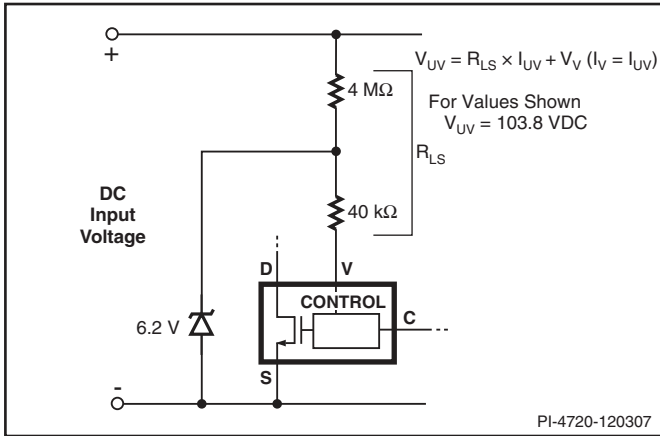 +
V_UV = R_LS × I_UV + V_V (I_V = I_UV)
4 MΩ
For Values Shown
V_UV = 103.8 VDC
R_LS
DC
Input
Voltage
40 kΩ
D
V
CONTROL
C
6.2 V
S
-
PI-4720-120307